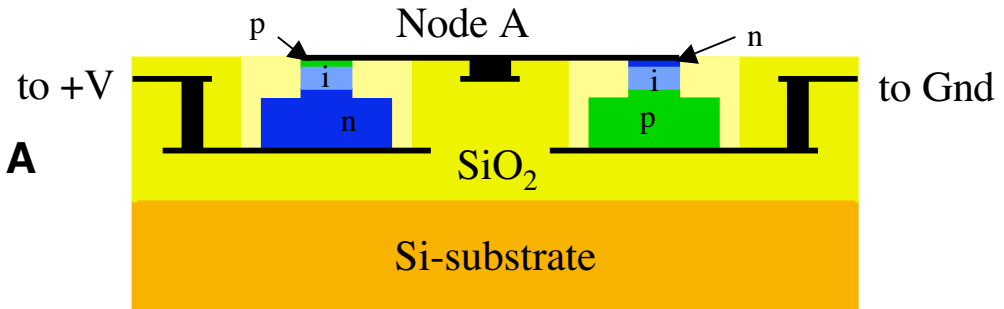 p
Node A
n
to +V
i
i
to Gnd
n
p
A
SiO₂
Si-substrate